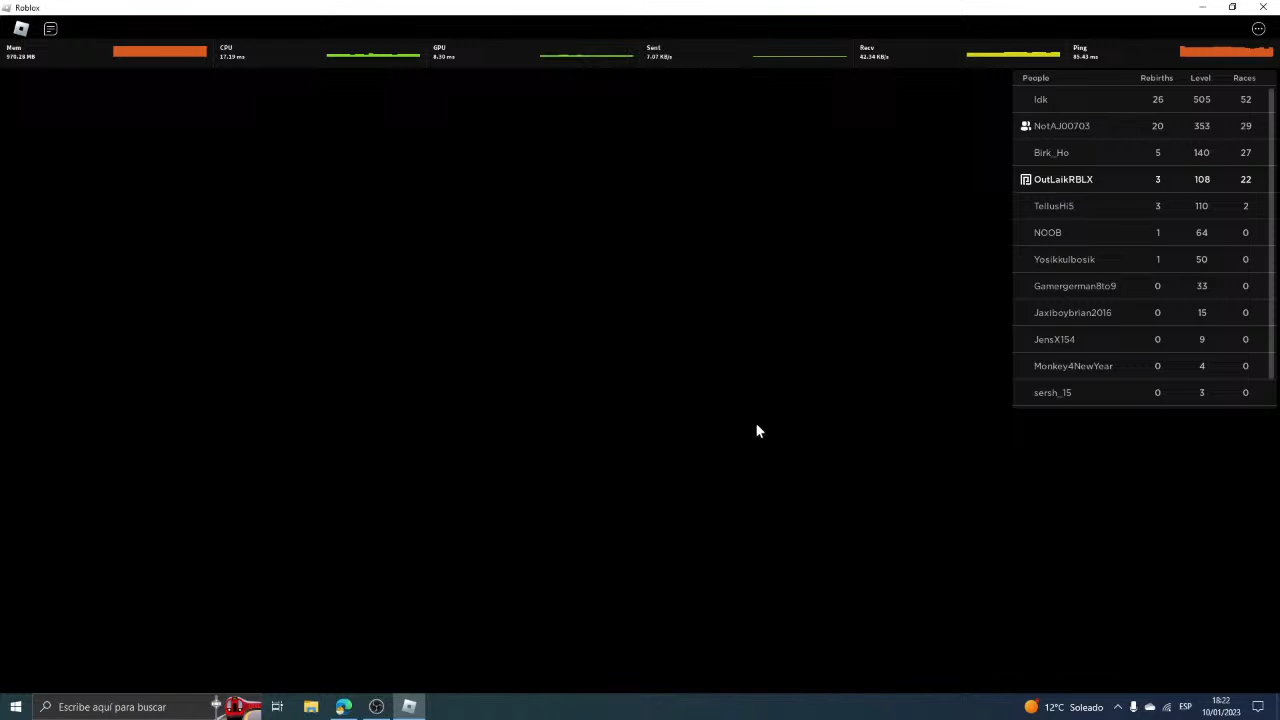 Roblox
Mem CPU GPU Sent Recv Ping
970.28 MB 17.19 ms 8.30 ms 7.07 KB/s 42.34 KB/s 85.43 ms
People Rebirths Level Races
Idk 26 505 52
NotAJ00703 20 353 29
Birk_Ho 5 140 27
OutLaikRBLX 3 108 22
TellusHi5 3 110 2
NOOB 1 64 0
Yosikkulbosik 1 50 0
Gamergerman8to9 0 33 0
Jaxiboybrian2016 0 15 0
JensX154 0 9 0
Monkey4NewYear 0 4 0
sersh_15 0 3 0
Escribe aquí para buscar
12°C Soleado
ESP
18:22
10/01/2023